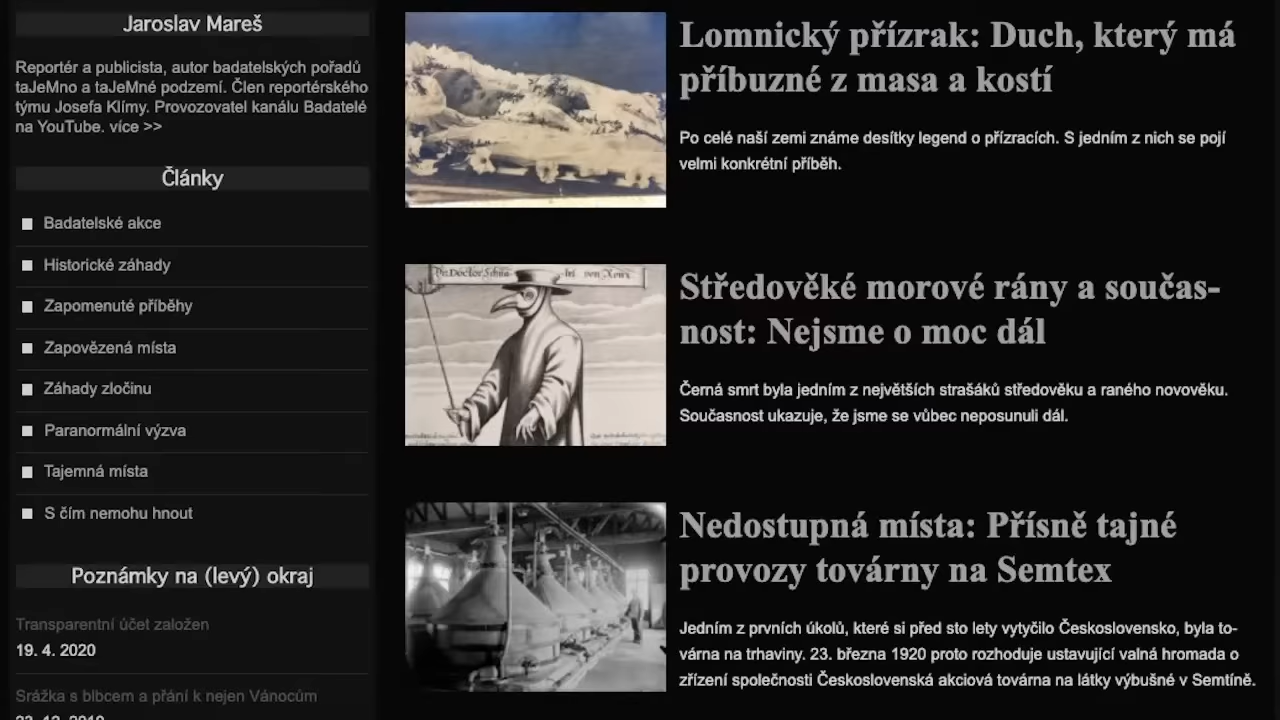 Jaroslav Mareš
Reportér a publicista, autor badatelských pořadů
taJeMno a taJeMné podzemí. Člen reportérského
týmu Josefa Klímy. Provozovatel kanálu Badatelé
na YouTube. více >>
Články
Badatelské akce
Historické záhady
Zapomenuté příběhy
Zapovězená místa
Záhady zločinu
Paranormální výzva
Tajemná místa
S čím nemohu hnout
Poznámky na (levý) okraj
Transparentní účet založen
19. 4. 2020
Srážka s blbcem a přání k nejen Vánocům
Lomnický přízrak: Duch, který má
příbuzné z masa a kostí
Po celé naší zemi známe desítky legend o přízracích. S jedním z nich se pojí
velmi konkrétní příběh.
Středověké morové rány a součas-
nost: Nejsme o moc dál
Černá smrt byla jedním z největších strašáků středověku a raného novověku.
Současnost ukazuje, že jsme se vůbec neposunuli dál.
Nedostupná místa: Přísně tajné
provozy továrny na Semtex
Jedním z prvních úkolů, které si před sto lety vytyčilo Československo, byla to-
várna na trhaviny. 23. března 1920 proto rozhoduje ustavující valná hromada o
zřízení společnosti Československá akciová továrna na látky výbušné v Semtíně.